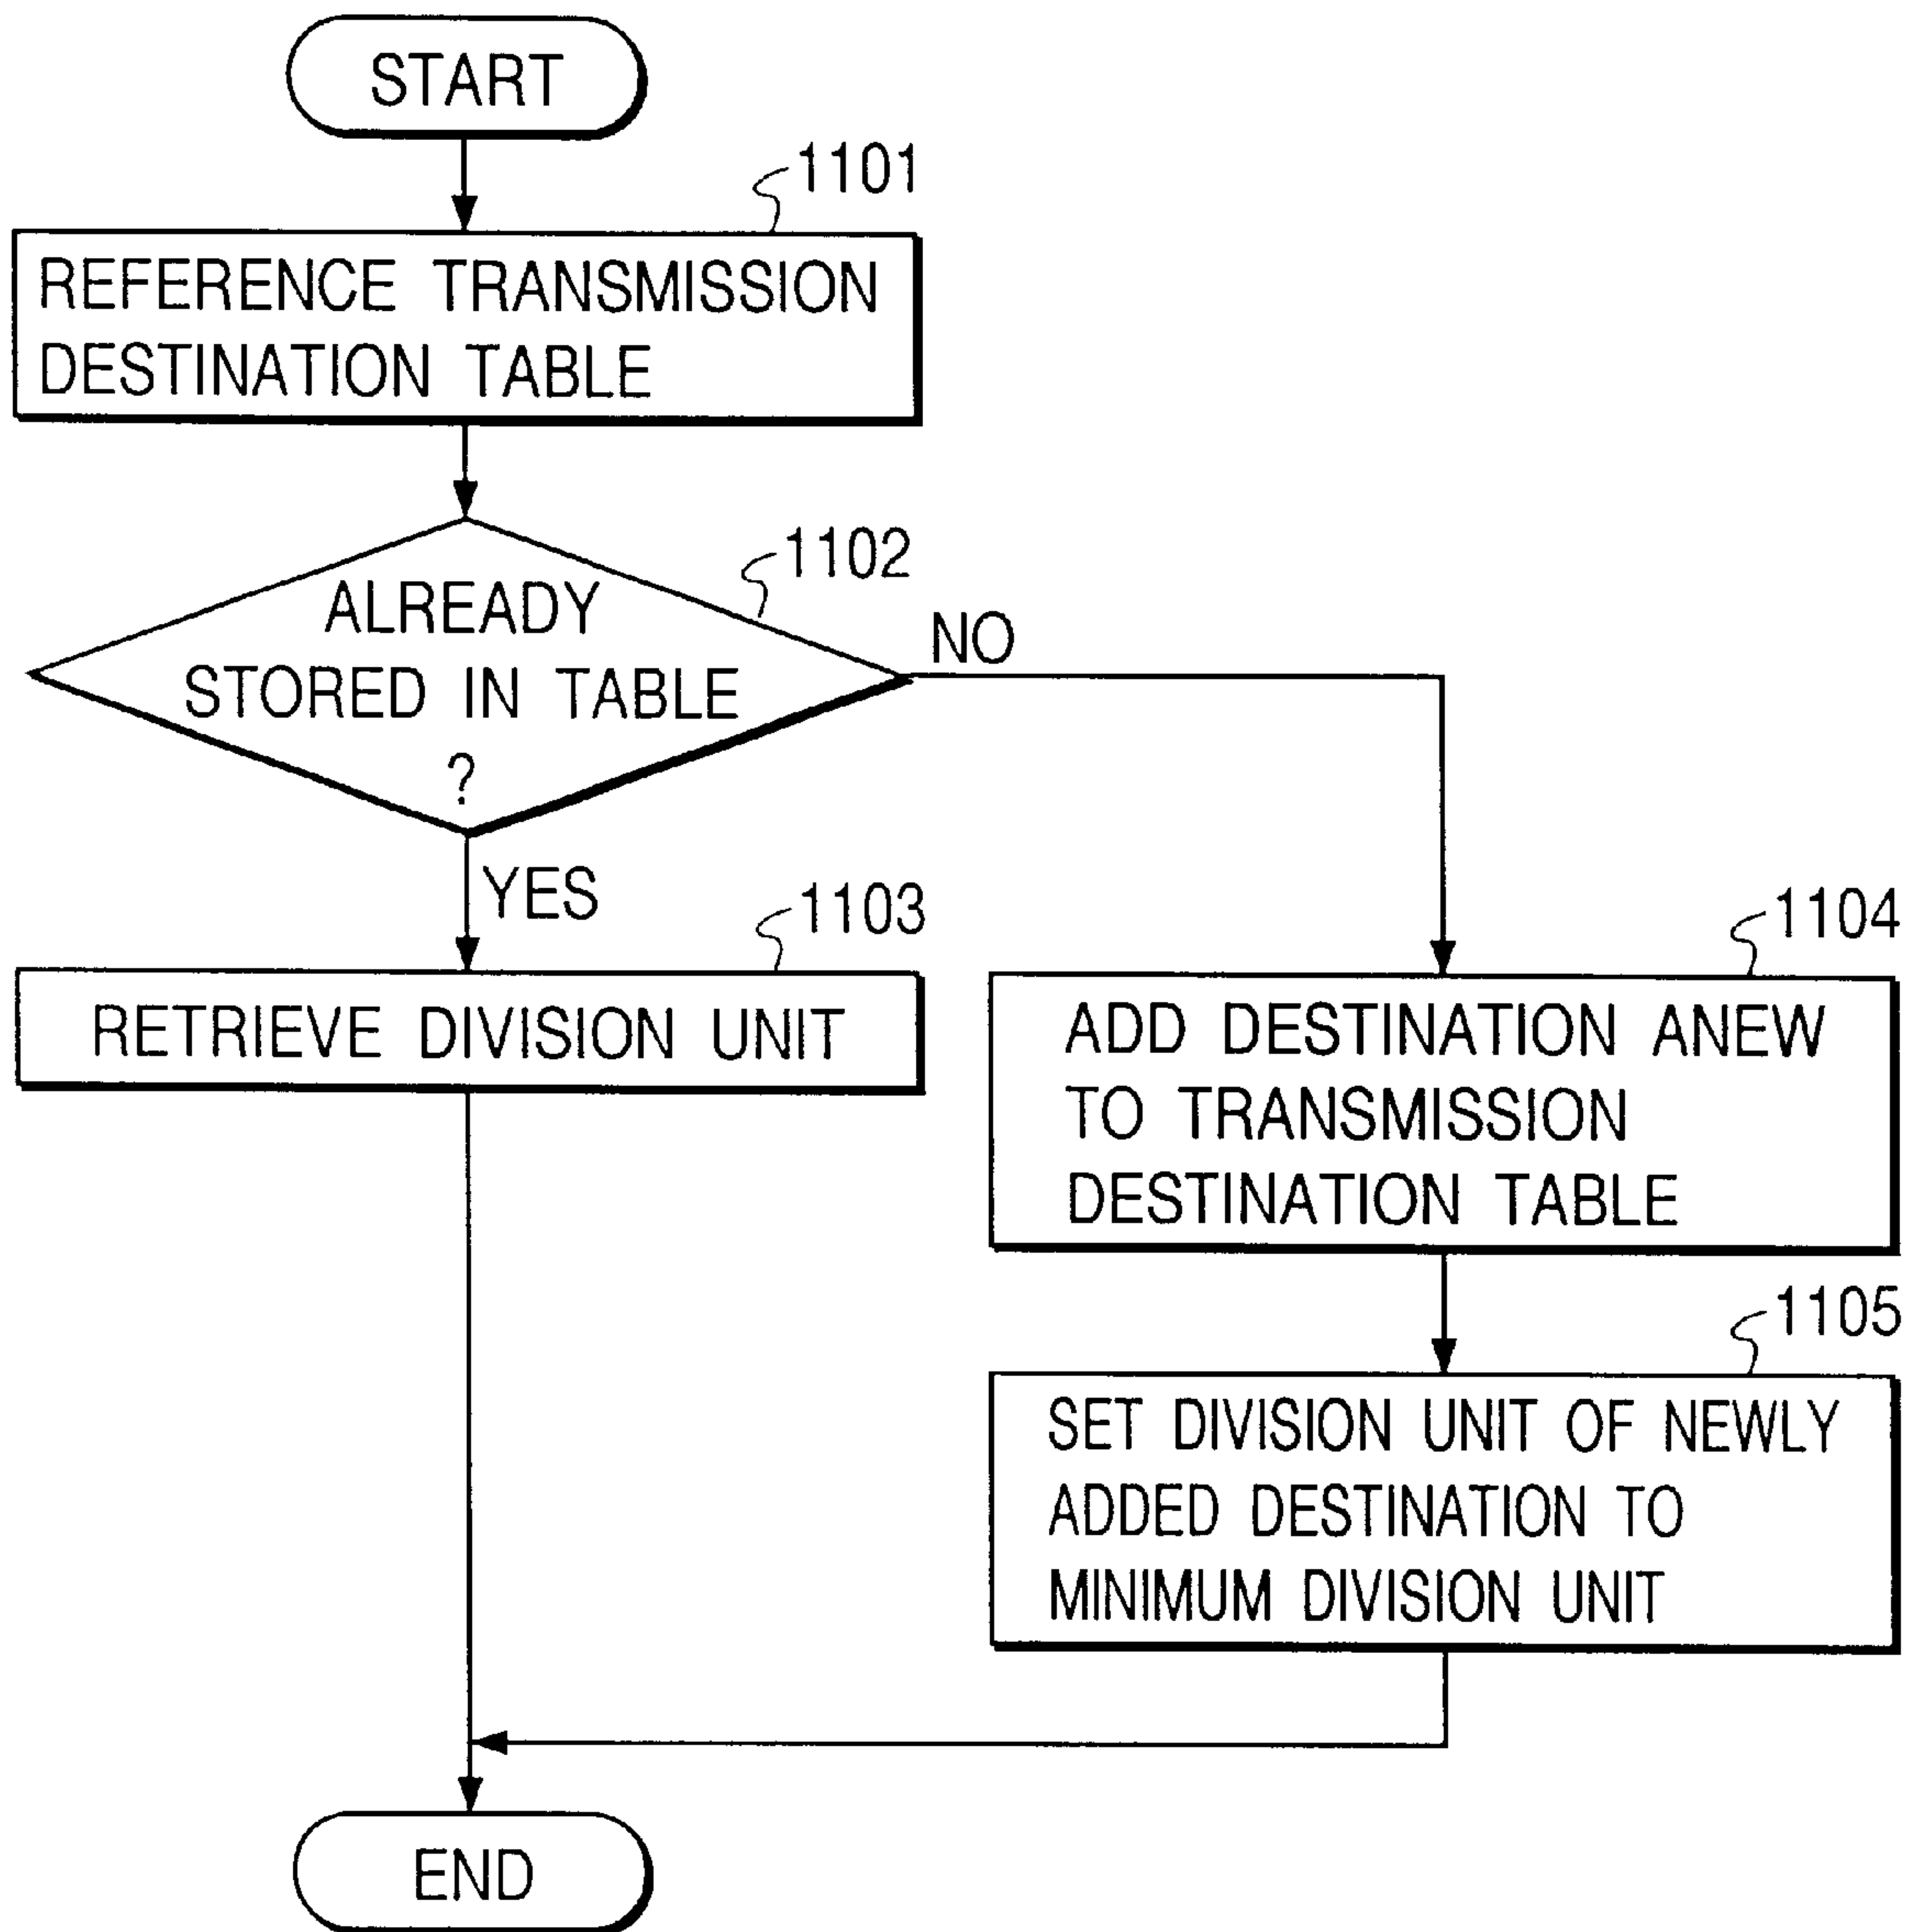 START
1101
REFERENCE TRANSMISSION
DESTINATION TABLE
1102
ALREADY
STORED IN TABLE
?
NO
YES
1103
RETRIEVE DIVISION UNIT
1104
ADD DESTINATION ANEW
TO TRANSMISSION
DESTINATION TABLE
1105
SET DIVISION UNIT OF NEWLY
ADDED DESTINATION TO
MINIMUM DIVISION UNIT
END